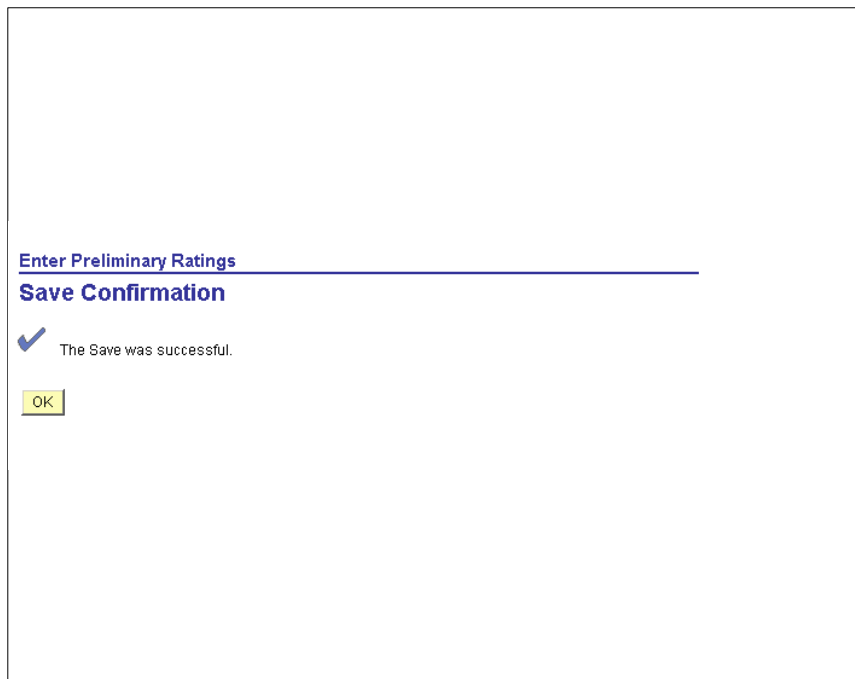 Enter Preliminary Ratings
Save Confirmation
The Save was successful.
OK